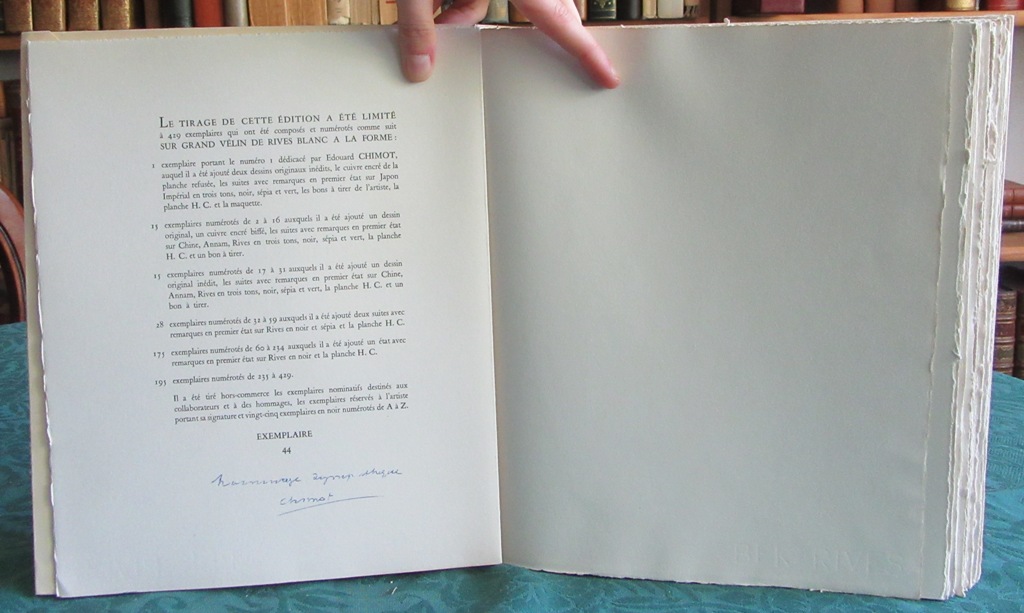 LE TIRAGE DE CETTE ÉDITION A ÉTÉ LIMITÉ
à 429 exemplaires qui ont été composés et numérotés comme suit
SUR GRAND VÉLIN DE RIVES BLANC A LA FORME :
1 exemplaire portant le numéro 1 dédicacé par Edouard CHIMOT,
auquel il a été ajouté deux dessins originaux inédits, le cuivre encré de la
planche refusée, les suites avec remarques en premier état sur Japon
Impérial en trois tons, noir, sépia et vert, les bons à tirer de l'artiste, la
planche H. C. et la maquette.
15 exemplaires numérotés de 2 à 16 auxquels il a été ajouté un dessin
original, un cuivre encré biffé, les suites avec remarques en premier état
sur Chine, Annam, Rives en trois tons, noir, sépia et vert, la planche
H. C. et un bon à tirer.
15 exemplaires numérotés de 17 à 31 auxquels il a été ajouté un dessin
original inédit, les suites avec remarques en premier état sur Chine,
Annam, Rives en trois tons, noir, sépia et vert, la planche H. C. et un
bon à tirer.
28 exemplaires numérotés de 32 à 59 auxquels il a été ajouté deux suites avec
remarques en premier état sur Rives en noir et sépia et la planche H. C.
175 exemplaires numérotés de 60 à 234 auxquels il a été ajouté un état avec
remarques en premier état sur Rives en noir et la planche H. C.
195 exemplaires numérotés de 235 à 429.
Il a été tiré hors-commerce les exemplaires nominatifs destinés aux
collaborateurs et à des hommages, les exemplaires réservés à l'artiste
portant sa signature et vingt-cinq exemplaires en noir numérotés de A à Z.
EXEMPLAIRE
44
hommage sympathique
chimot
BFK RIVES